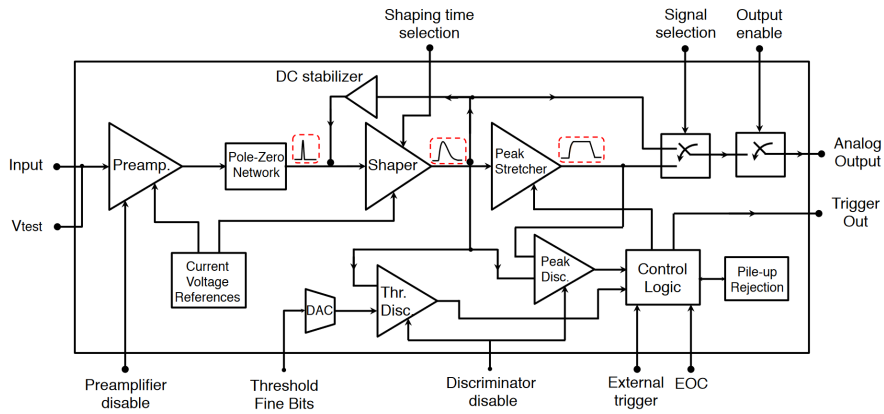 Shaping time
selection
Signal
selection
Output
enable
DC stabilizer
Input
Preamp.
Pole-Zero
Network
Shaper
Peak
Stretcher
Analog
Output
Vtest
Trigger
Out
Current
Voltage
References
DAC
Thr.
Disc.
Peak
Disc.
Control
Logic
Pile-up
Rejection
Preamplifier
disable
Threshold
Fine Bits
Discriminator
disable
External
trigger
EOC